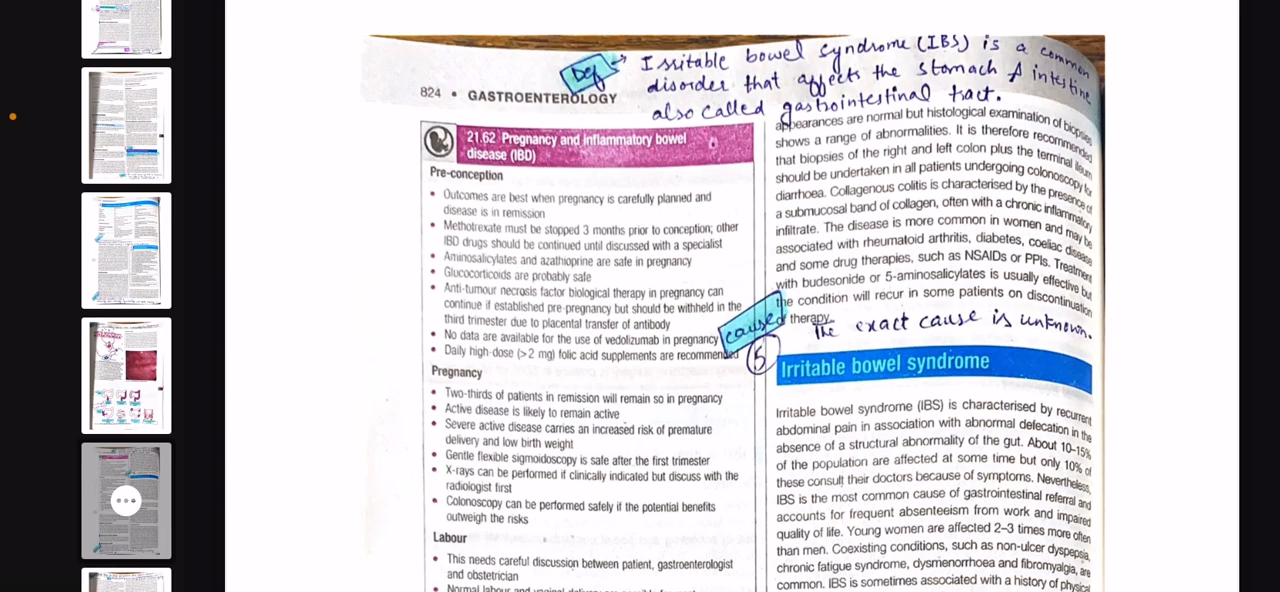 Def → Irritable bowel syndrome (IBS) is a common
disorder that affects the stomach & intestine
also called gastrointestinal tract.
824 • GASTROENTEROLOGY
21.62 Pregnancy and inflammatory bowel
disease (IBD)
Pre-conception
• Outcomes are best when pregnancy is carefully planned and
disease is in remission
• Methotrexate must be stopped 3 months prior to conception; other
IBD drugs should be continued until discussed with a specialist
• Aminosalicylates and azathioprine are safe in pregnancy
• Glucocorticoids are probably safe
• Anti-tumour necrosis factor biological therapy in pregnancy can
continue if established pre-pregnancy but should be withheld in the
third trimester due to placental transfer of antibody
• No data are available for the use of vedolizumab in pregnancy
• Daily high-dose (>2 mg) folic acid supplements are recommended
Pregnancy
• Two-thirds of patients in remission will remain so in pregnancy
• Active disease is likely to remain active
• Severe active disease carries an increased risk of premature
delivery and low birth weight
• Gentle flexible sigmoidoscopy is safe after the first trimester
• X-rays can be performed if clinically indicated but discuss with the
radiologist first
• Colonoscopy can be performed safely if the potential benefits
outweigh the risks
Labour
• This needs careful discussion between patient, gastroenterologist
and obstetrician
• Normal labour and vaginal
appearances are normal but histological examination of biopsies
shows a range of abnormalities. It is therefore recommended
that biopsies of the right and left colon plus the terminal ileum
should be undertaken in all patients undergoing colonoscopy for
diarrhoea. Collagenous colitis is characterised by the presence of
a submucosal band of collagen, often with a chronic inflammatory
infiltrate. The disease is more common in women and may be
associated with rheumatoid arthritis, diabetes, coeliac disease
and some drug therapies, such as NSAIDs or PPIs. Treatment
with budesonide or 5-aminosalicylates is usually effective but
the condition will recur in some patients on discontinuation
of therapy.
cause
The exact cause is unknown.
5
Irritable bowel syndrome
Irritable bowel syndrome (IBS) is characterised by recurrent
abdominal pain in association with abnormal defecation in the
absence of a structural abnormality of the gut. About 10–15%
of the population are affected at some time but only 10% of
these consult their doctors because of symptoms. Nevertheless,
IBS is the most common cause of gastrointestinal referral and
accounts for frequent absenteeism from work and impaired
quality of life. Young women are affected 2–3 times more often
than men. Coexisting conditions, such as non-ulcer dyspepsia,
chronic fatigue syndrome, dysmenorrhoea and fibromyalgia, are
common. IBS is sometimes associated with a history of physical